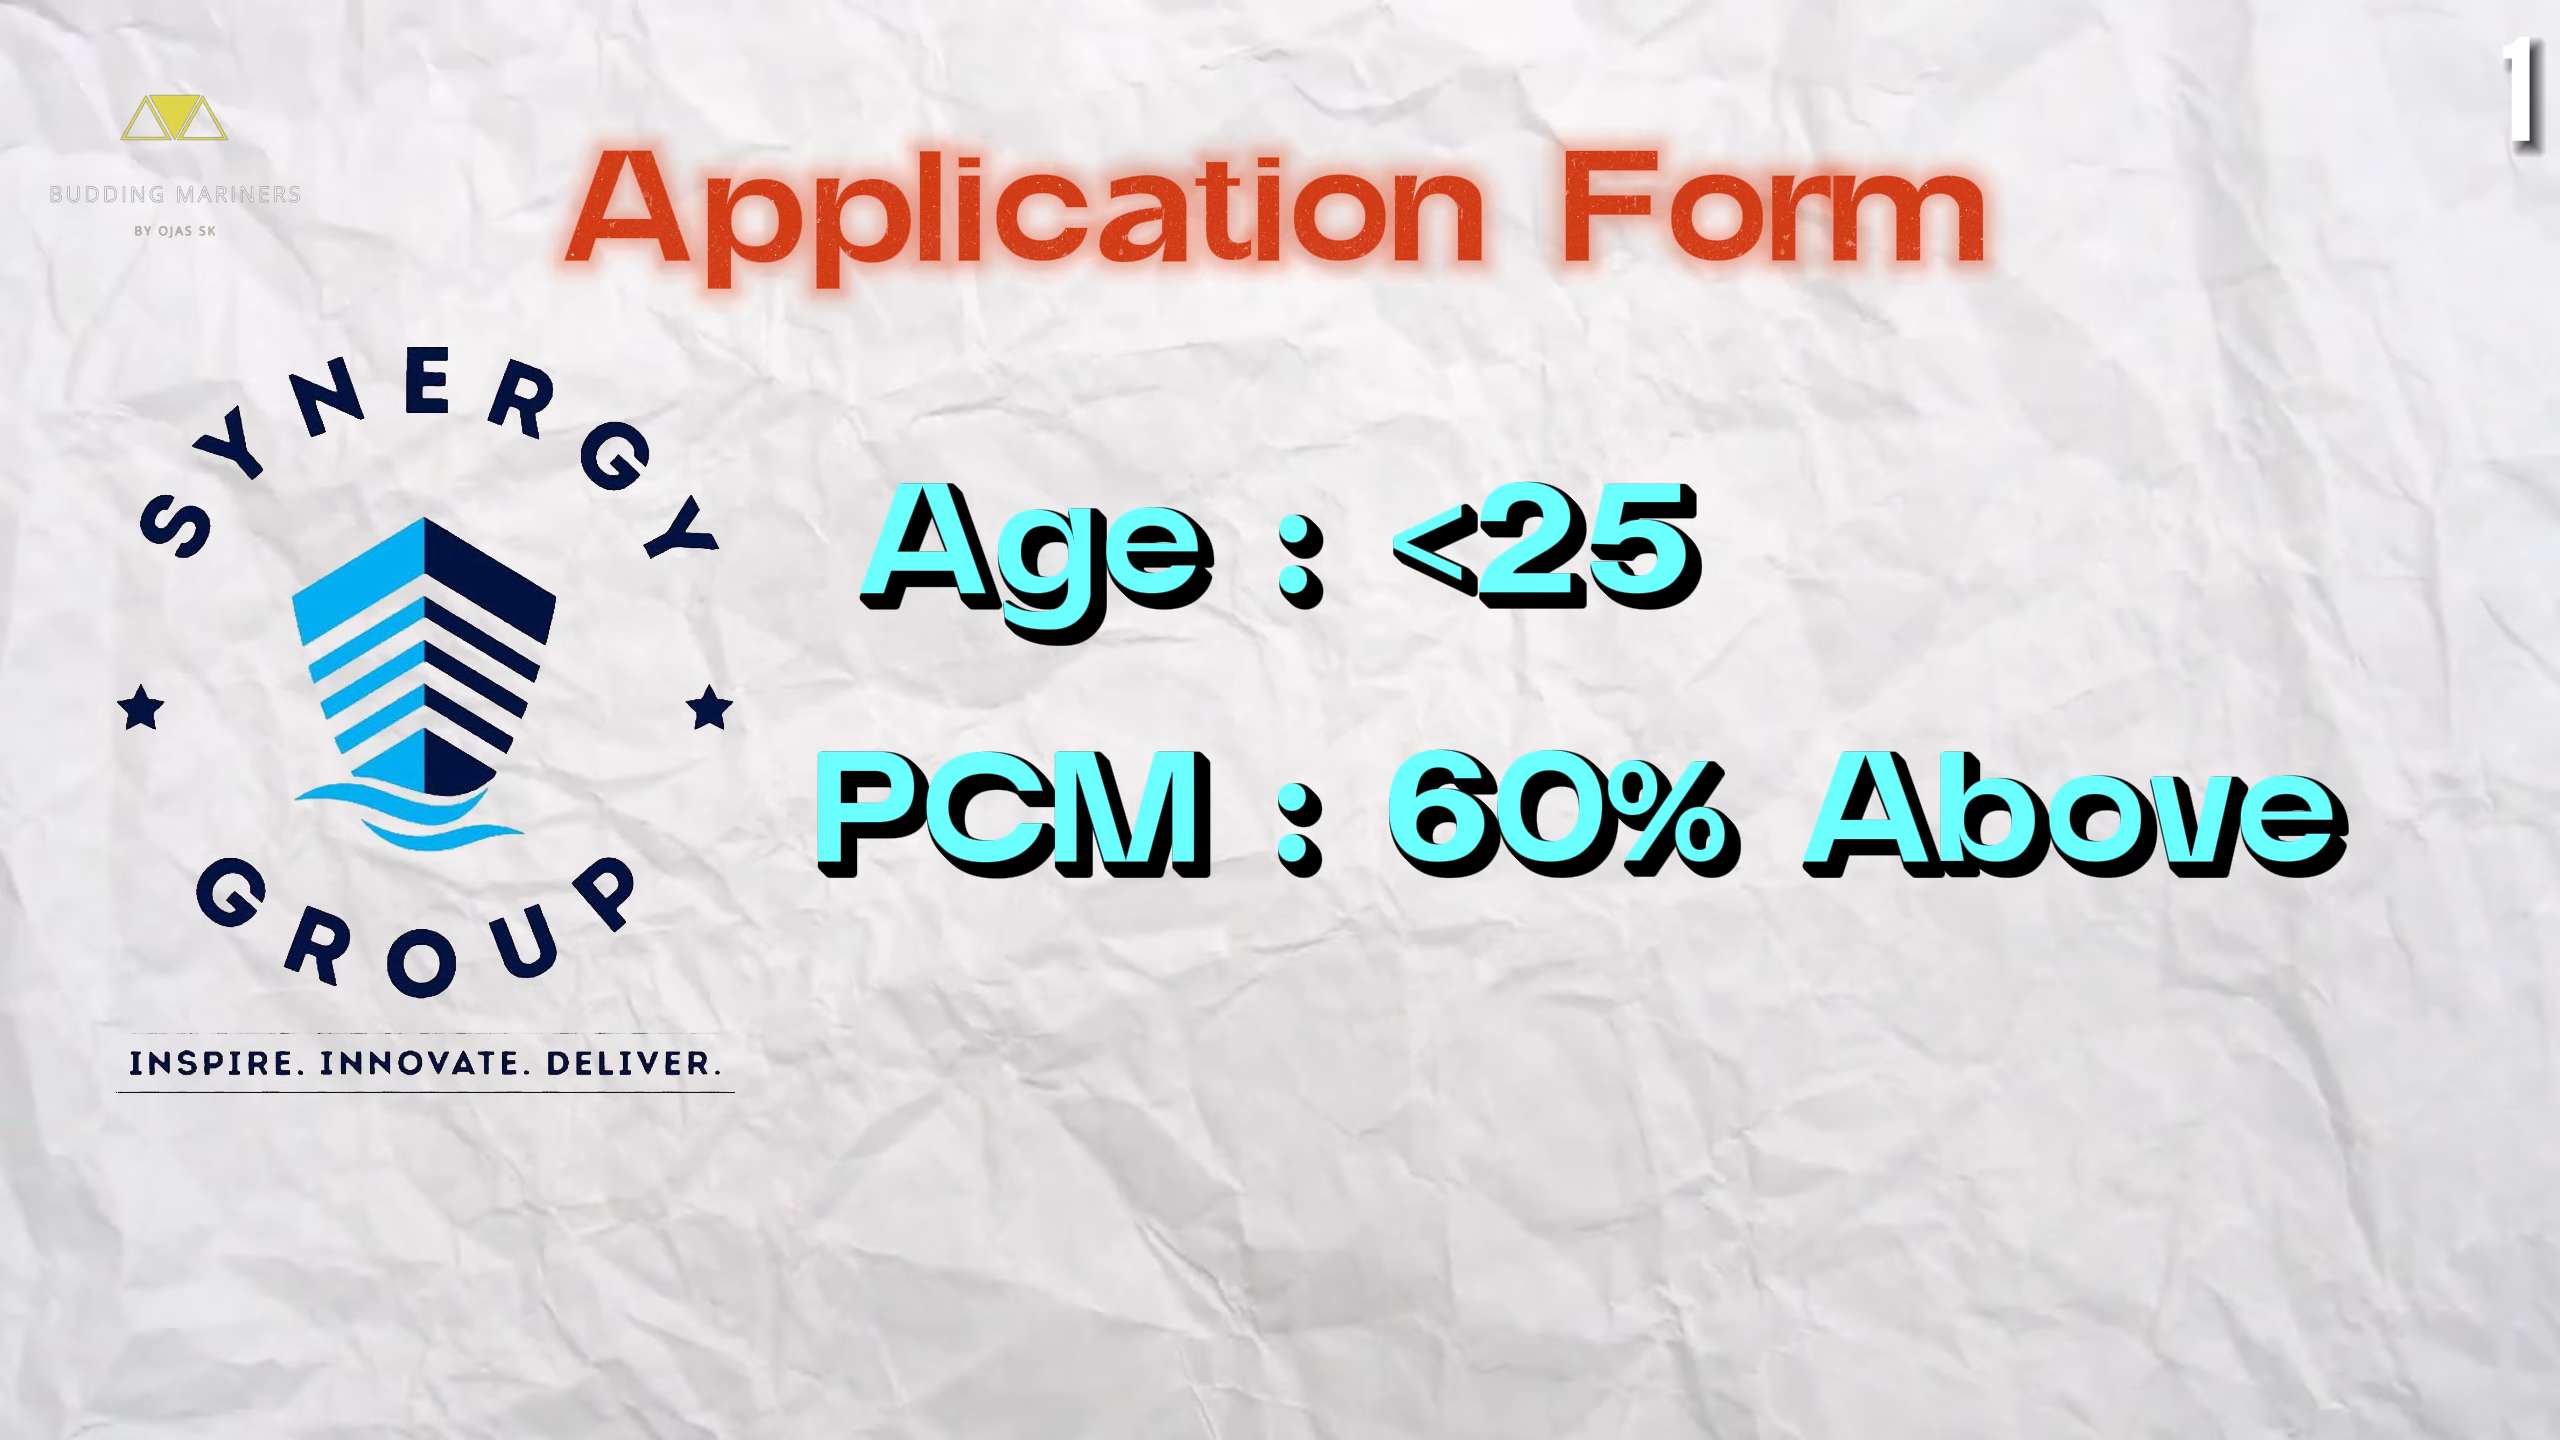 1
BUDDING MARINERS
BY OJAS SK
Application Form
SYNERGY
GROUP
INSPIRE. INNOVATE. DELIVER.
Age : <25
PCM : 60% Above